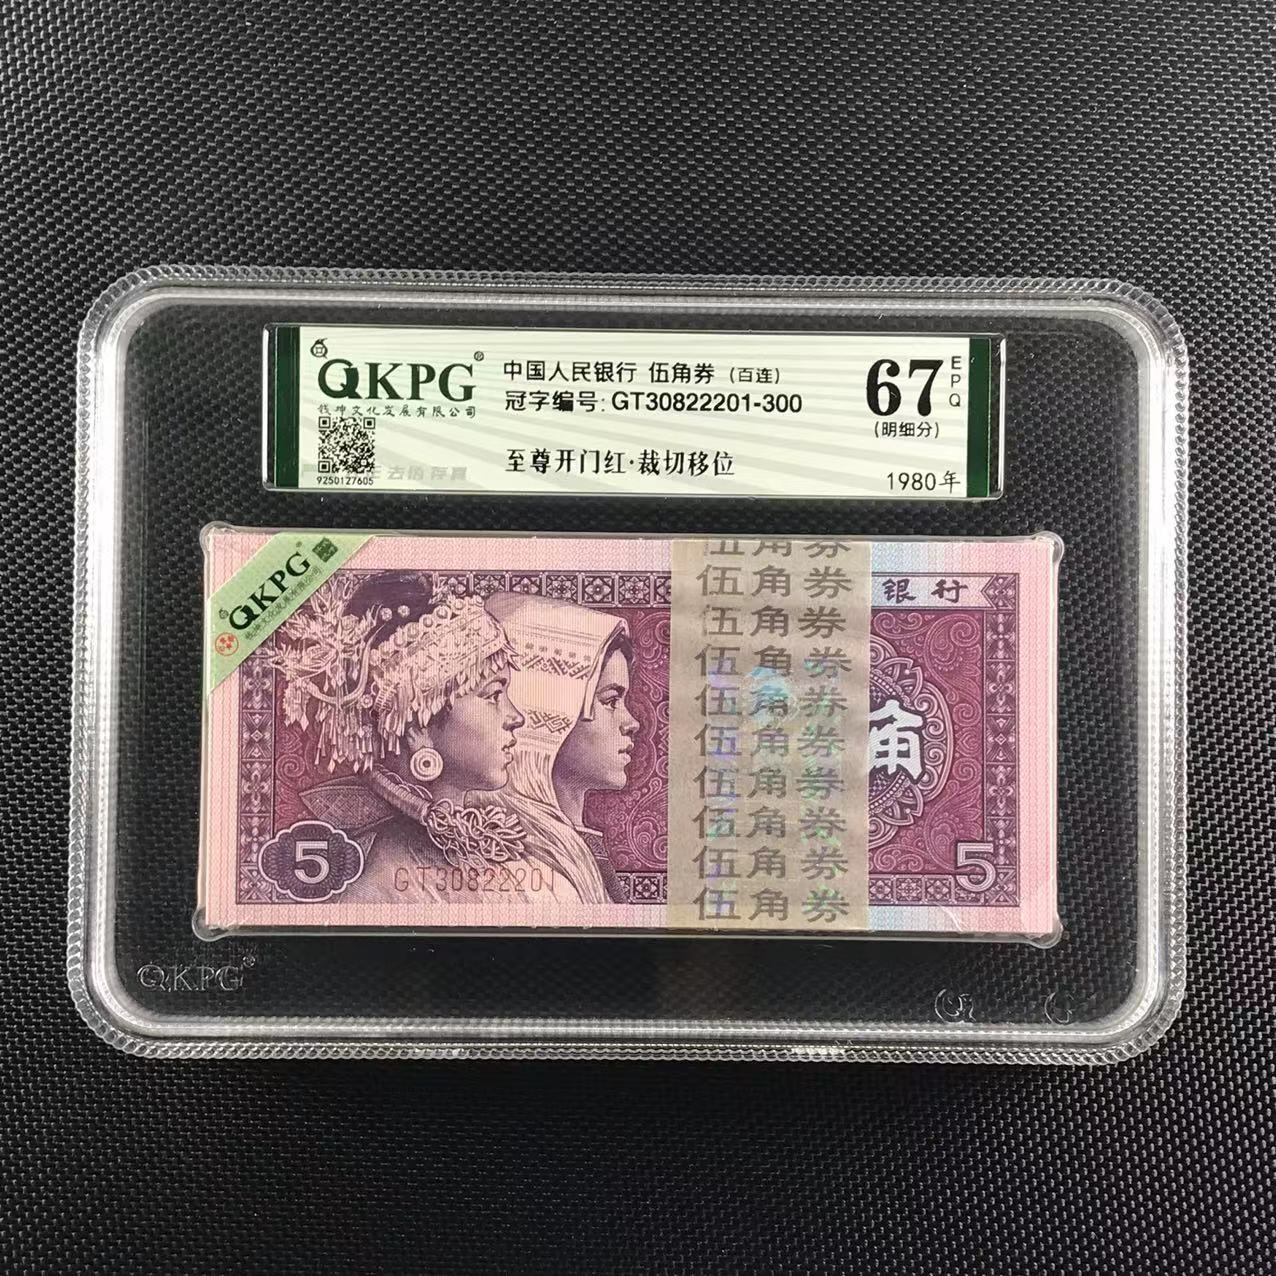 QKPG®
钱坤文化发展有限公司
9250127605
中国人民银行 伍角券 (百连)
冠字编号: GT30822201-300
至尊开门红·裁切移位
67
EPQ
(明细分)
1980年
QKPG
银行
伍角券
伍角券
伍角券
伍角券
伍角券
伍角券
伍角券
伍角券
伍角券
伍角券
角
5
GT30822201
5
QKPG®